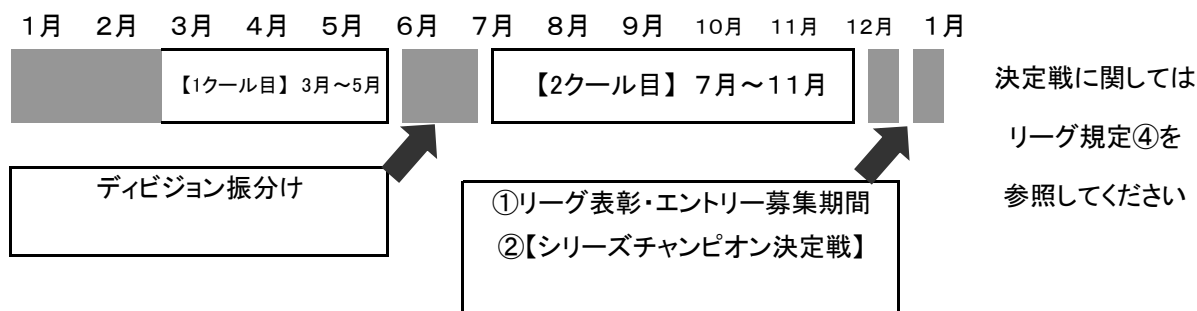 1月 2月 3月 4月 5月 6月 7月 8月 9月 10月 11月 12月 1月
【1クール目】 3月～5月
【2クール目】 7月～11月
決定戦に関しては
リーグ規定④を
参照してください
ディビジョン振分け
①リーグ表彰・エントリー募集期間
②【シリーズチャンピオン決定戦】